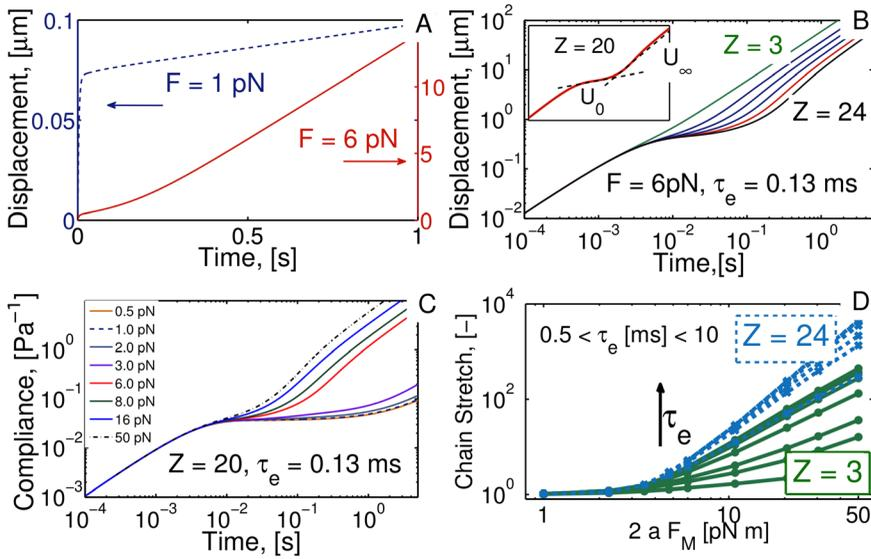 A
Displacement, [µm]
0.1
0.05
0
F = 1 pN
F = 6 pN
10
5
0
0
0.5
1
Time, [s]
B
Displacement, [µm]
10²
10¹
10⁰
10⁻¹
10⁻²
Z = 20
U₀
U∞
Z = 3
Z = 24
F = 6pN, τₑ = 0.13 ms
10⁻⁴
10⁻³
10⁻²
10⁻¹
10⁰
Time,[s]
C
Compliance, [Pa⁻¹]
10⁰
10⁻¹
10⁻²
10⁻³
0.5 pN
1.0 pN
2.0 pN
3.0 pN
6.0 pN
8.0 pN
16 pN
50 pN
Z = 20, τₑ = 0.13 ms
10⁻⁴
10⁻³
10⁻²
10⁻¹
10⁰
Time, [s]
D
Chain Stretch, [−]
10⁴
10²
10⁰
0.5 < τₑ [ms] < 10
Z = 24
τₑ
Z = 3
1
10
50
2 a F_M [pN m]